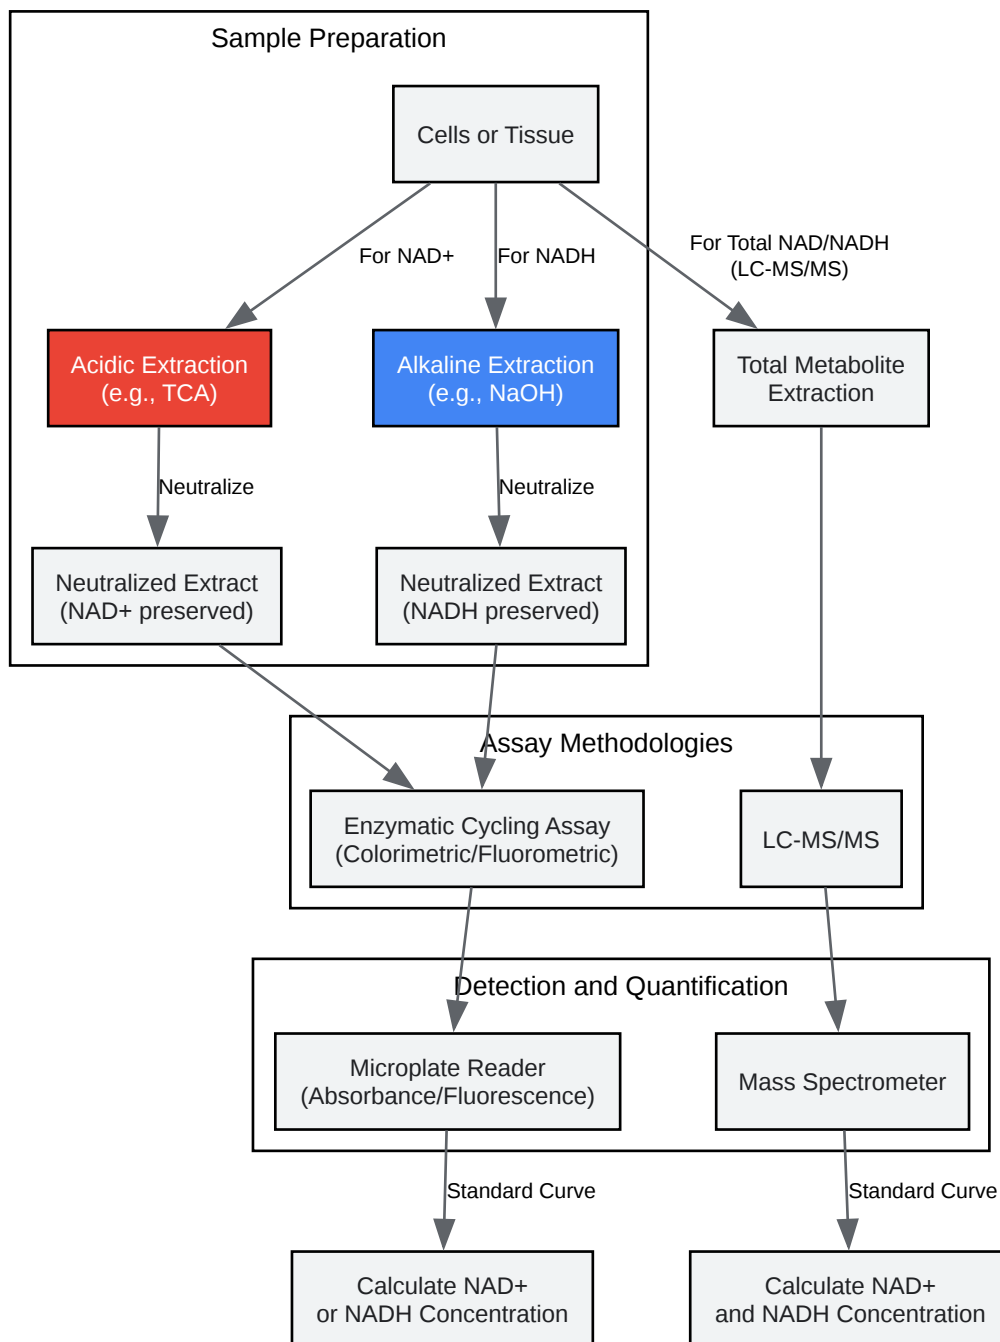 Sample Preparation
Cells or Tissue
For NAD+
For NADH
For Total NAD/NADH
(LC-MS/MS)
Acidic Extraction
(e.g., TCA)
Alkaline Extraction
(e.g., NaOH)
Total Metabolite
Extraction
Neutralize
Neutralize
Neutralized Extract
(NAD+ preserved)
Neutralized Extract
(NADH preserved)
Assay Methodologies
Enzymatic Cycling Assay
(Colorimetric/Fluorometric)
LC-MS/MS
Detection and Quantification
Microplate Reader
(Absorbance/Fluorescence)
Mass Spectrometer
Standard Curve
Standard Curve
Calculate NAD+
or NADH Concentration
Calculate NAD+
and NADH Concentration